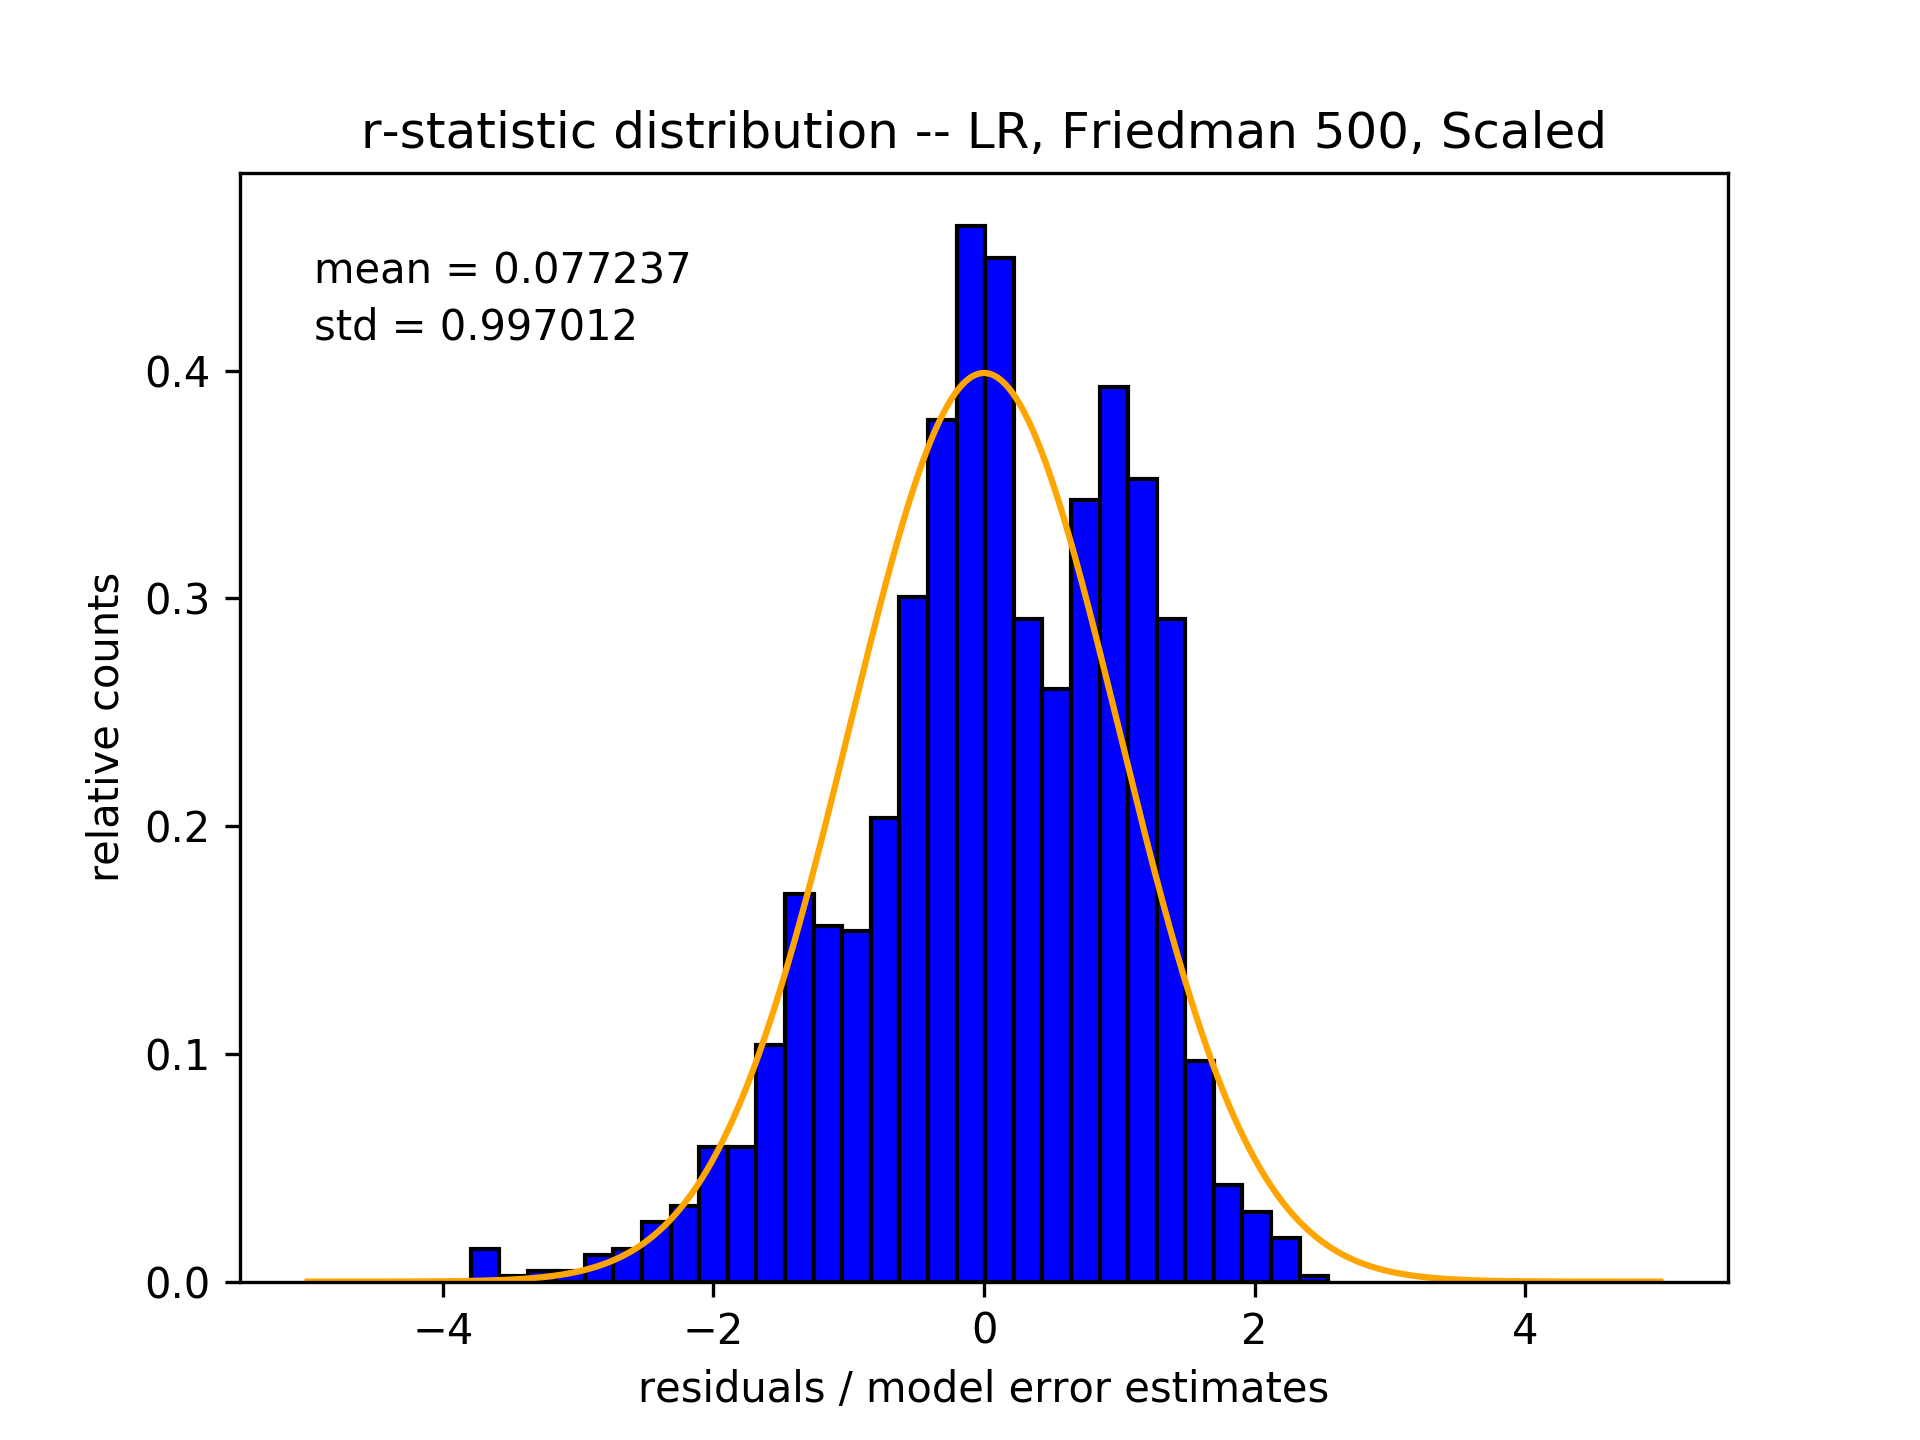 r-statistic distribution -- LR, Friedman 500, Scaled
mean = 0.077237
std = 0.997012
0.4
0.3
0.2
0.1
0.0
relative counts
−4 −2 0 2 4
residuals / model error estimates